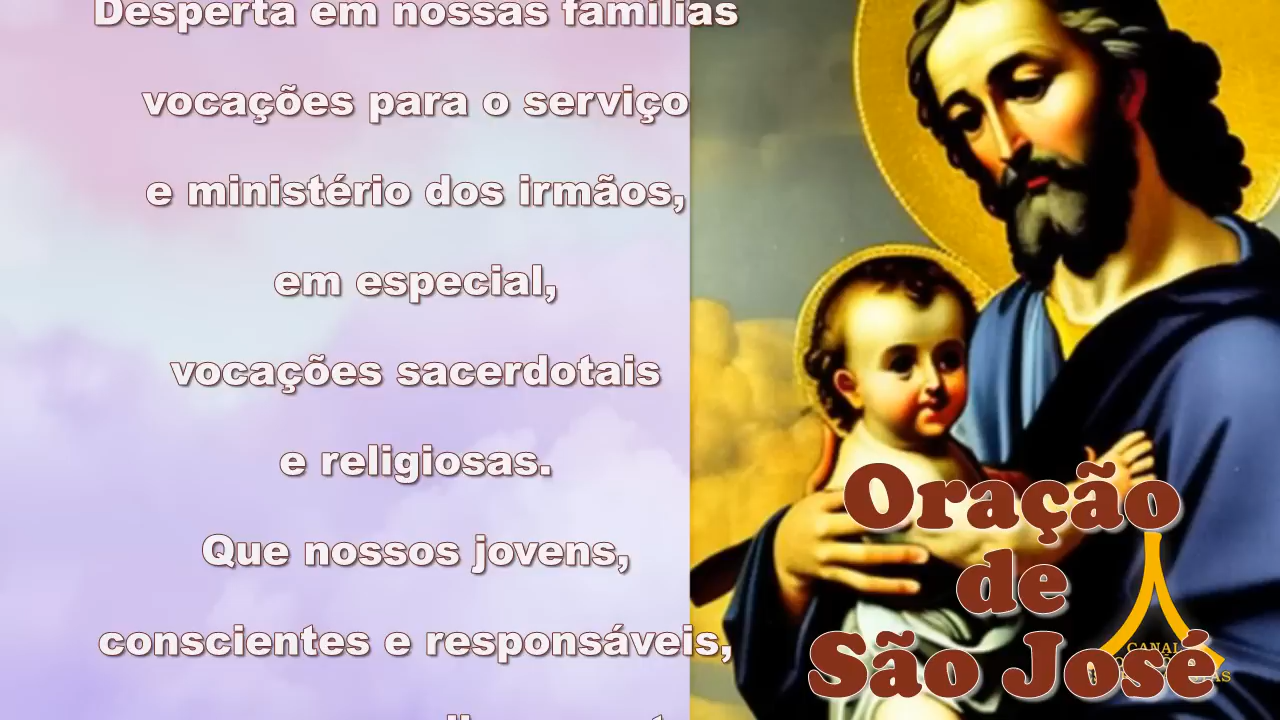 Desperta em nossas famílias
vocações para o serviço
e ministério dos irmãos,
em especial,
vocações sacerdotais
e religiosas.
Que nossos jovens,
conscientes e responsáveis,
Oração
de
São José
CANAL